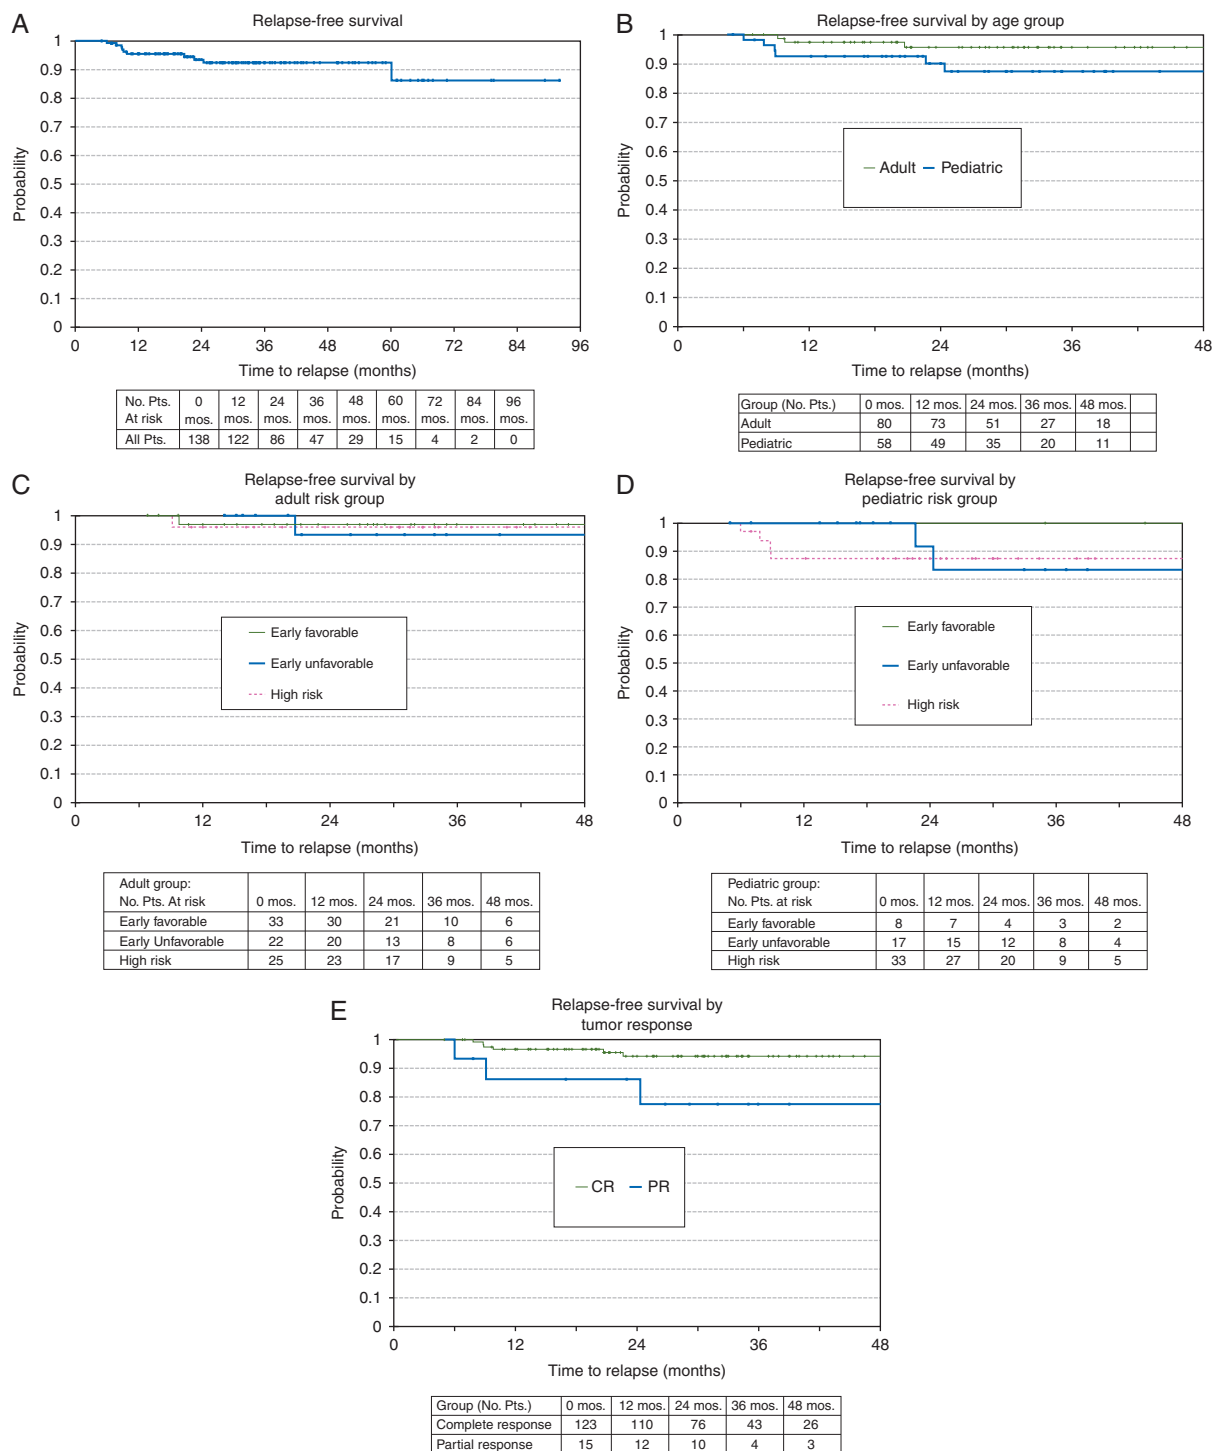 A
Relapse-free survival
1
0.9
0.8
0.7
0.6
0.5
0.4
0.3
0.2
0.1
0
Probability
0 12 24 36 48 60 72 84 96
Time to relapse (months)
No. Pts. 0 12 24 36 48 60 72 84 96
At risk mos. mos. mos. mos. mos. mos. mos. mos. mos.
All Pts. 138 122 86 47 29 15 4 2 0
B
Relapse-free survival by age group
1
0.9
0.8
0.7
0.6
0.5
0.4
0.3
0.2
0.1
0
Probability
Adult Pediatric
0 12 24 36 48
Time to relapse (months)
Group (No. Pts.) 0 mos. 12 mos. 24 mos. 36 mos. 48 mos.
Adult 80 73 51 27 18
Pediatric 58 49 35 20 11
C
Relapse-free survival by
adult risk group
1
0.9
0.8
0.7
0.6
0.5
0.4
0.3
0.2
0.1
0
Probability
Early favorable
Early unfavorable
High risk
0 12 24 36 48
Time to relapse (months)
Adult group:
No. Pts. At risk 0 mos. 12 mos. 24 mos. 36 mos. 48 mos.
Early favorable 33 30 21 10 6
Early Unfavorable 22 20 13 8 6
High risk 25 23 17 9 5
D
Relapse-free survival by
pediatric risk group
1
0.9
0.8
0.7
0.6
0.5
0.4
0.3
0.2
0.1
0
Probability
Early favorable
Early unfavorable
High risk
0 12 24 36 48
Time to relapse (months)
Pediatric group:
No. Pts. at risk 0 mos. 12 mos. 24 mos. 36 mos. 48 mos.
Early favorable 8 7 4 3 2
Early unfavorable 17 15 12 8 4
High risk 33 27 20 9 5
E
Relapse-free survival by
tumor response
1
0.9
0.8
0.7
0.6
0.5
0.4
0.3
0.2
0.1
0
Probability
CR PR
0 12 24 36 48
Time to relapse (months)
Group (No. Pts.) 0 mos. 12 mos. 24 mos. 36 mos. 48 mos.
Complete response 123 110 76 43 26
Partial response 15 12 10 4 3